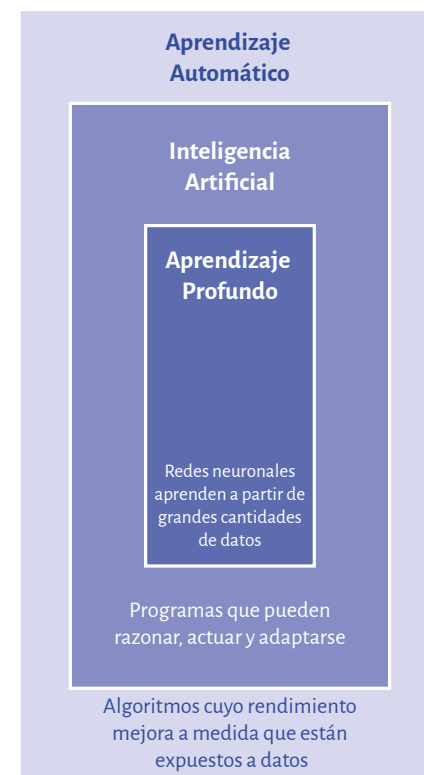 Aprendizaje
Automático
Inteligencia
Artificial
Aprendizaje
Profundo
Redes neuronales
aprenden a partir de
grandes cantidades
de datos
Programas que pueden
razonar, actuar y adaptarse
Algoritmos cuyo rendimiento
mejora a medida que están
expuestos a datos